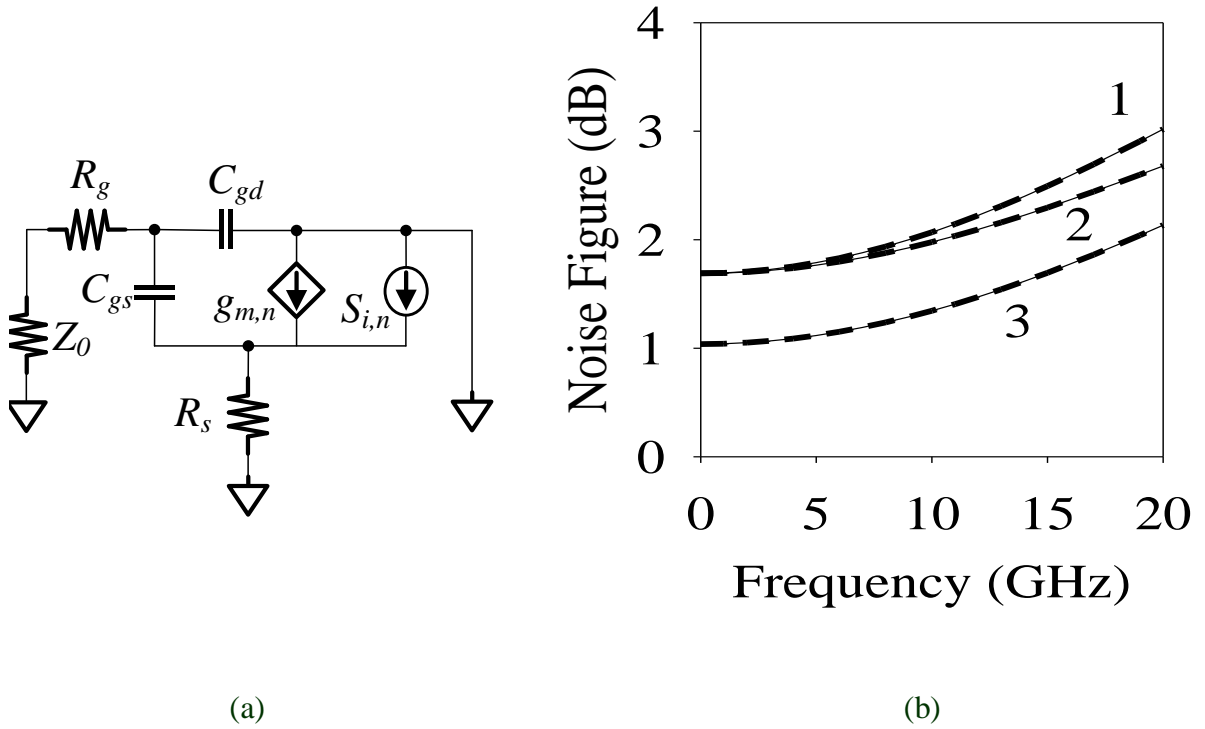 R_g
C_gd
C_gs
g_m,n
S_i,n
Z_0
R_s
(a)
Noise Figure (dB)
4
3
2
1
0
1
2
3
0 5 10 15 20
Frequency (GHz)
(b)